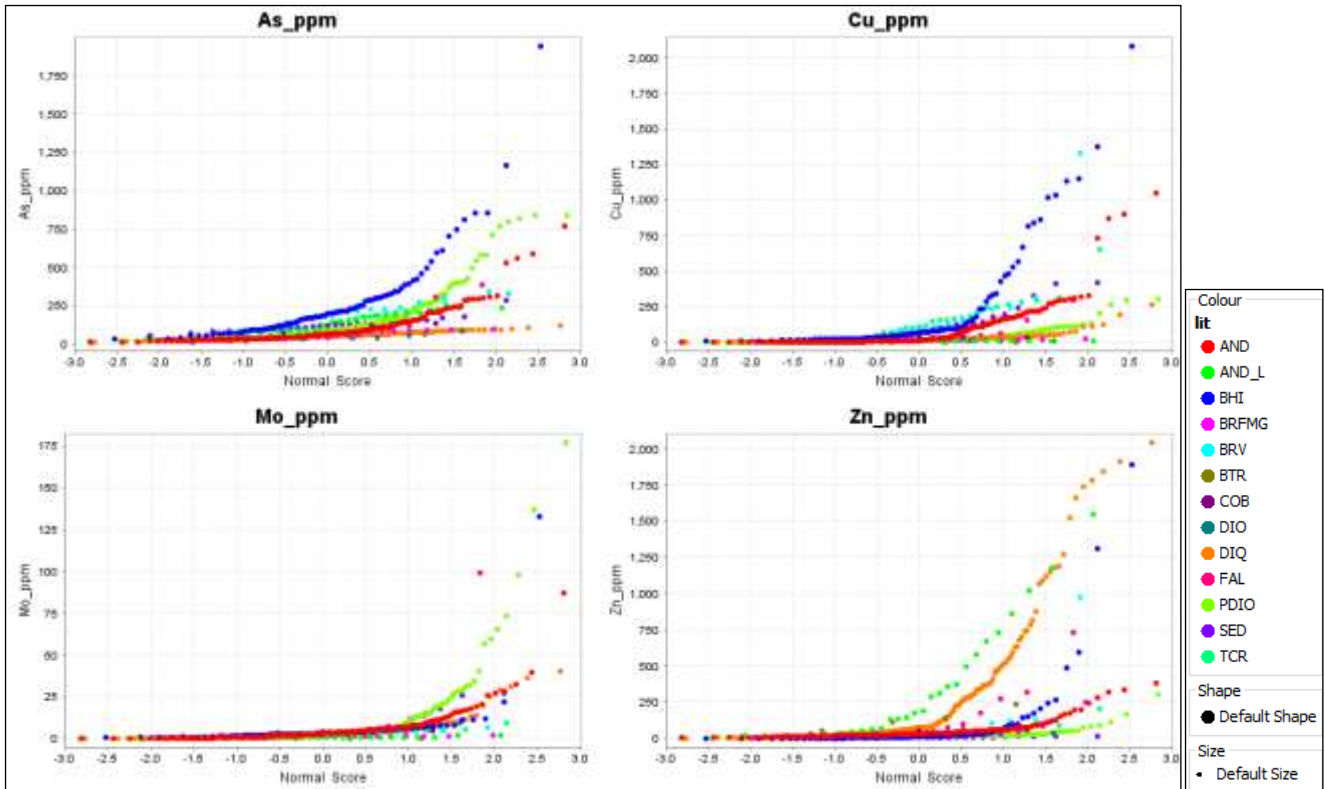 As_ppm
1,750
1,500
1,250
1,000
750
500
250
0
As_ppm
-3.0 -2.5 -2.0 -1.5 -1.0 -0.5 0.0 0.5 1.0 1.5 2.0 2.5 3.0
Normal Score
Cu_ppm
2,000
1,750
1,500
1,250
1,000
750
500
250
0
Cu_ppm
-3.0 -2.5 -2.0 -1.5 -1.0 -0.5 0.0 0.5 1.0 1.5 2.0 2.5 3.0
Normal Score
Mo_ppm
175
150
125
100
75
50
25
0
Mo_ppm
-3.0 -2.5 -2.0 -1.5 -1.0 -0.5 0.0 0.5 1.0 1.5 2.0 2.5 3.0
Normal Score
Zn_ppm
2,000
1,750
1,500
1,250
1,000
750
500
250
0
Zn_ppm
-3.0 -2.5 -2.0 -1.5 -1.0 -0.5 0.0 0.5 1.0 1.5 2.0 2.5 3.0
Normal Score
Colour
lit
AND
AND_L
BHI
BRFMG
BRV
BTR
COB
DIO
DIQ
FAL
PDIO
SED
TCR
Shape
Default Shape
Size
Default Size